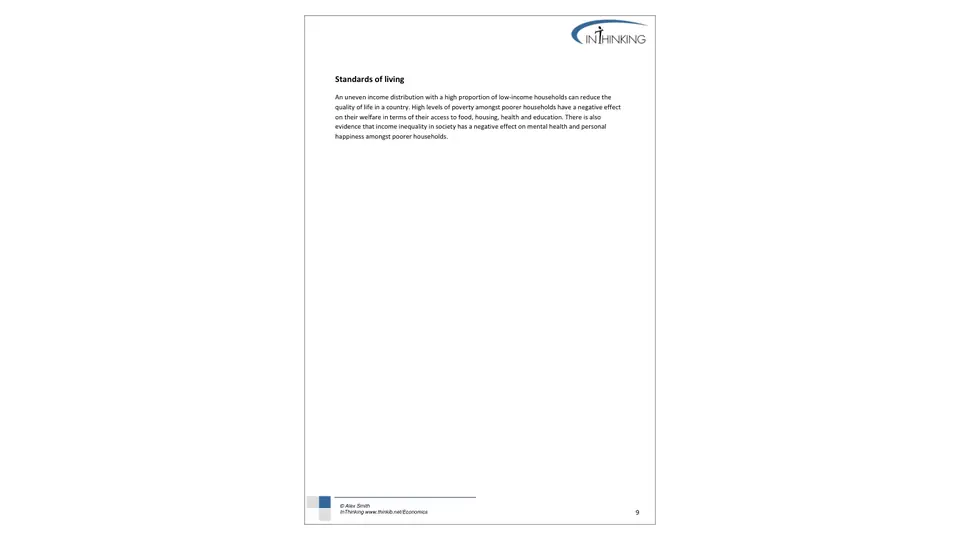 INTHINKING
Standards of living
An uneven income distribution with a high proportion of low-income households can reduce the
quality of life in a country. High levels of poverty amongst poorer households have a negative effect
on their welfare in terms of their access to food, housing, health and education. There is also
evidence that income inequality in society has a negative effect on mental health and personal
happiness amongst poorer households.
© Alex Smith
InThinking www.thinkib.net/Economics
9